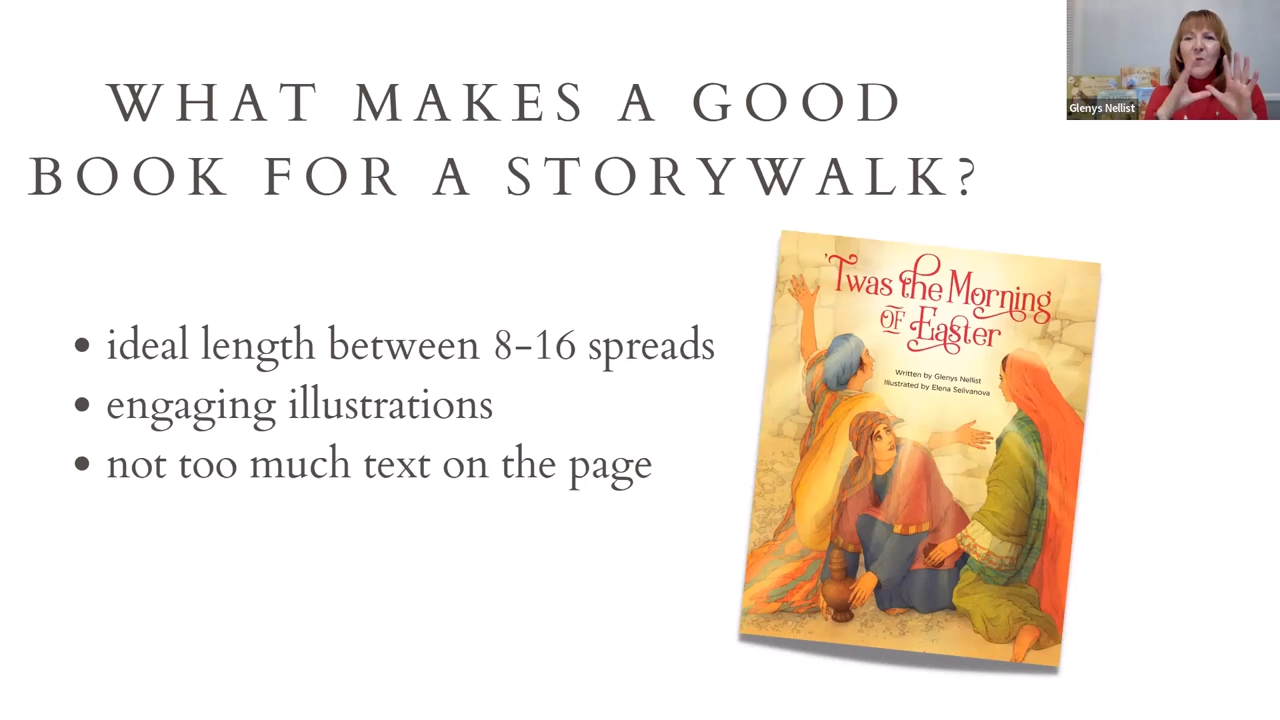 WHAT MAKES A GOOD
BOOK FOR A STORYWALK?
• ideal length between 8-16 spreads
• engaging illustrations
• not too much text on the page
'Twas the Morning
OF Easter
Written by Glenys Nellist
Illustrated by Elena Selivanova
Glenys Nellist